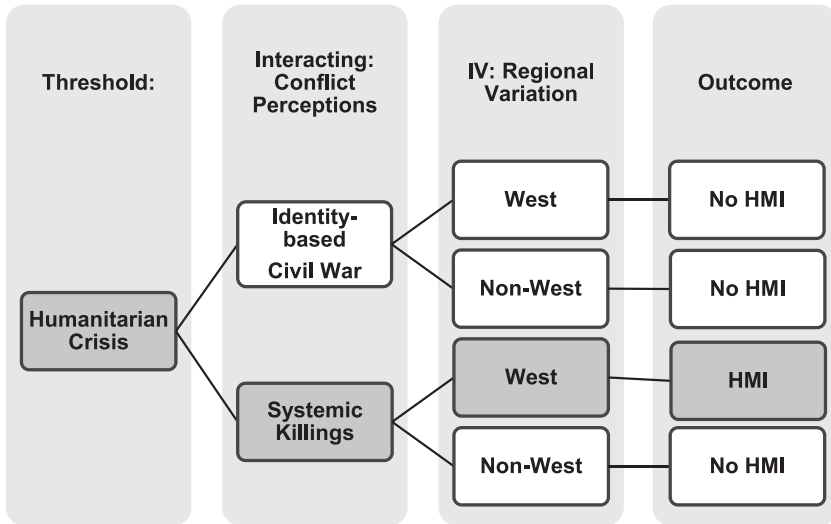 Threshold:
Interacting:
Conflict
Perceptions
IV: Regional
Variation
Outcome
Humanitarian
Crisis
Identity-
based
Civil War
Systemic
Killings
West
Non-West
West
Non-West
No HMI
No HMI
HMI
No HMI